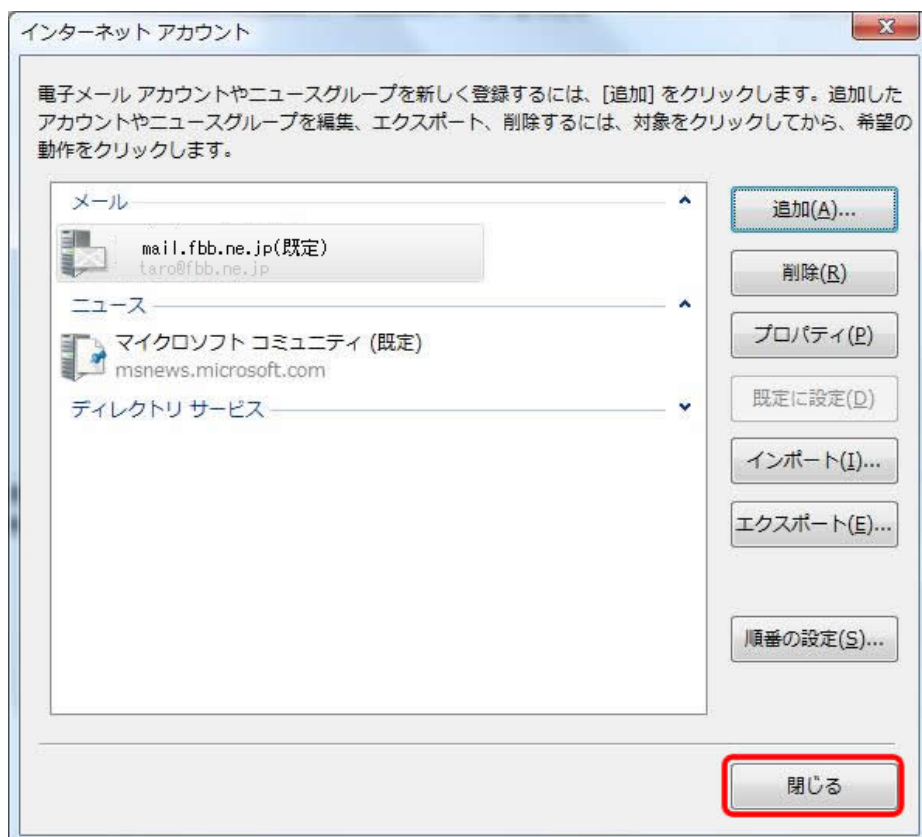 インターネット アカウント
電子メール アカウントやニュースグループを新しく登録するには、[追加] をクリックします。追加した
アカウントやニュースグループを編集、エクスポート、削除するには、対象をクリックしてから、希望の
動作をクリックします。
メール
mail.fbb.ne.jp(既定)
taro@fbb.ne.jp
ニュース
マイクロソフト コミュニティ (既定)
msnews.microsoft.com
ディレクトリ サービス
追加(A)...
削除(R)
プロパティ(P)
既定に設定(D)
インポート(I)...
エクスポート(E)...
順番の設定(S)...
閉じる